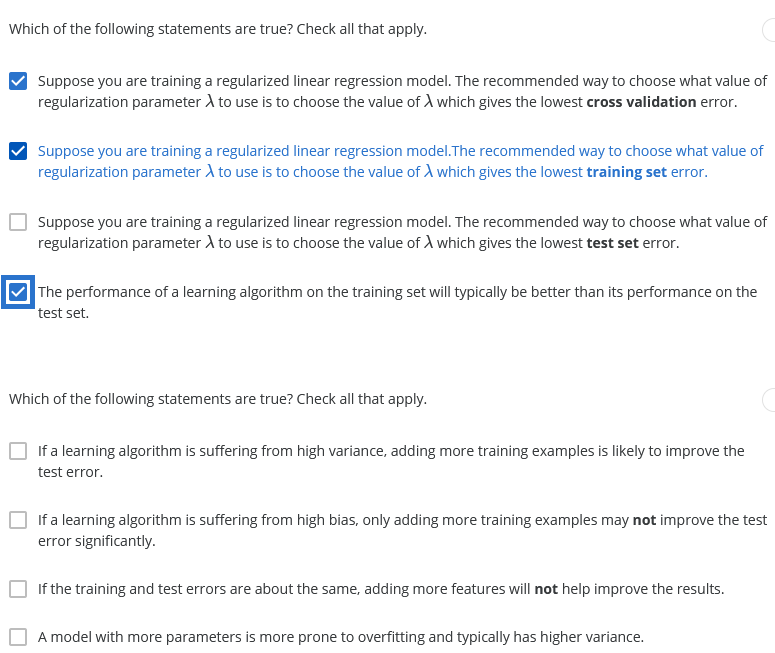 Which of the following statements are true? Check all that apply.
Suppose you are training a regularized linear regression model. The recommended way to choose what value of
regularization parameter λ to use is to choose the value of λ which gives the lowest cross validation error.
Suppose you are training a regularized linear regression model.The recommended way to choose what value of
regularization parameter λ to use is to choose the value of λ which gives the lowest training set error.
Suppose you are training a regularized linear regression model. The recommended way to choose what value of
regularization parameter λ to use is to choose the value of λ which gives the lowest test set error.
The performance of a learning algorithm on the training set will typically be better than its performance on the
test set.
Which of the following statements are true? Check all that apply.
If a learning algorithm is suffering from high variance, adding more training examples is likely to improve the
test error.
If a learning algorithm is suffering from high bias, only adding more training examples may not improve the test
error significantly.
If the training and test errors are about the same, adding more features will not help improve the results.
A model with more parameters is more prone to overfitting and typically has higher variance.